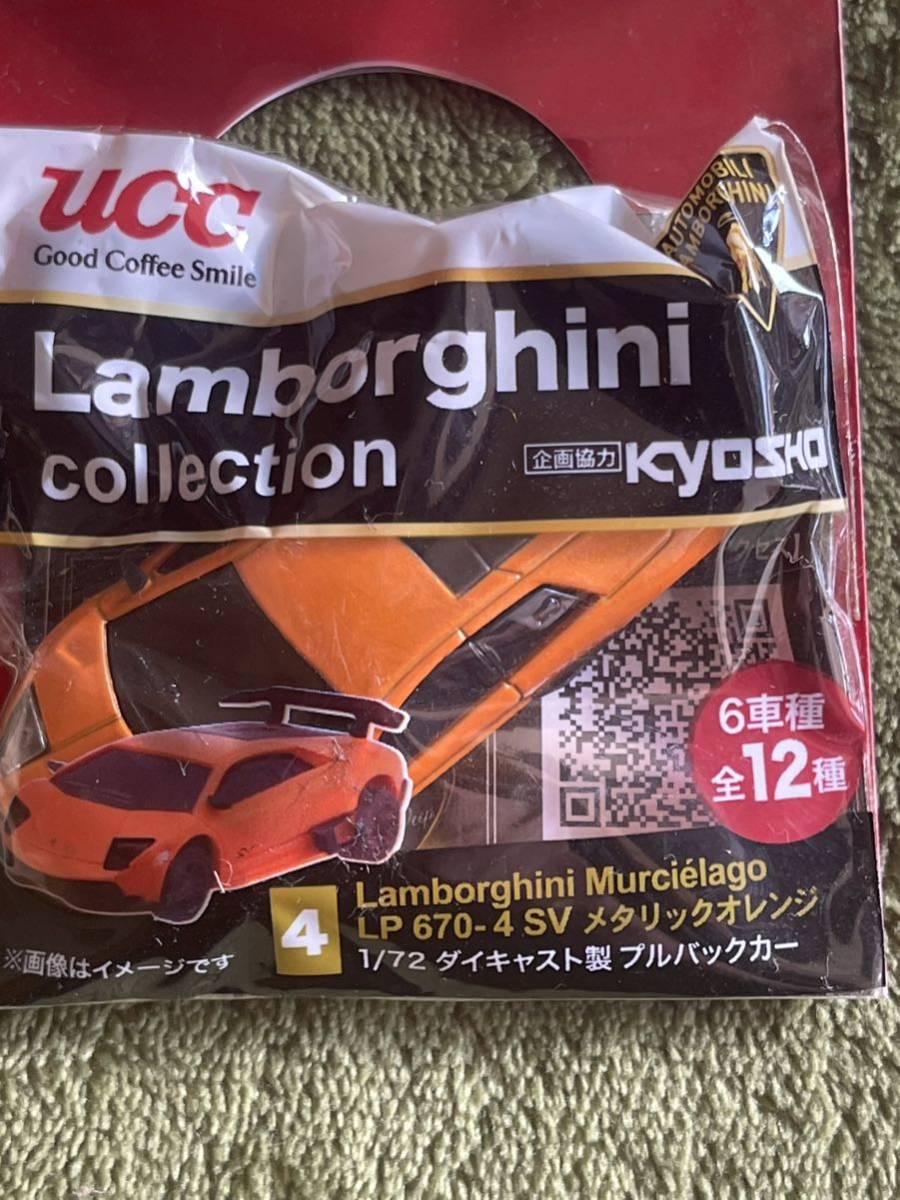 UCC
Good Coffee Smile
AUTOMOBILI
LAMBORGHINI
Lamborghini
collection
企画協力 KYOSHO
6車種
全12種
4
Lamborghini Murciélago
LP 670-4 SV メタリックオレンジ
1/72 ダイキャスト製 プルバックカー
※画像はイメージです